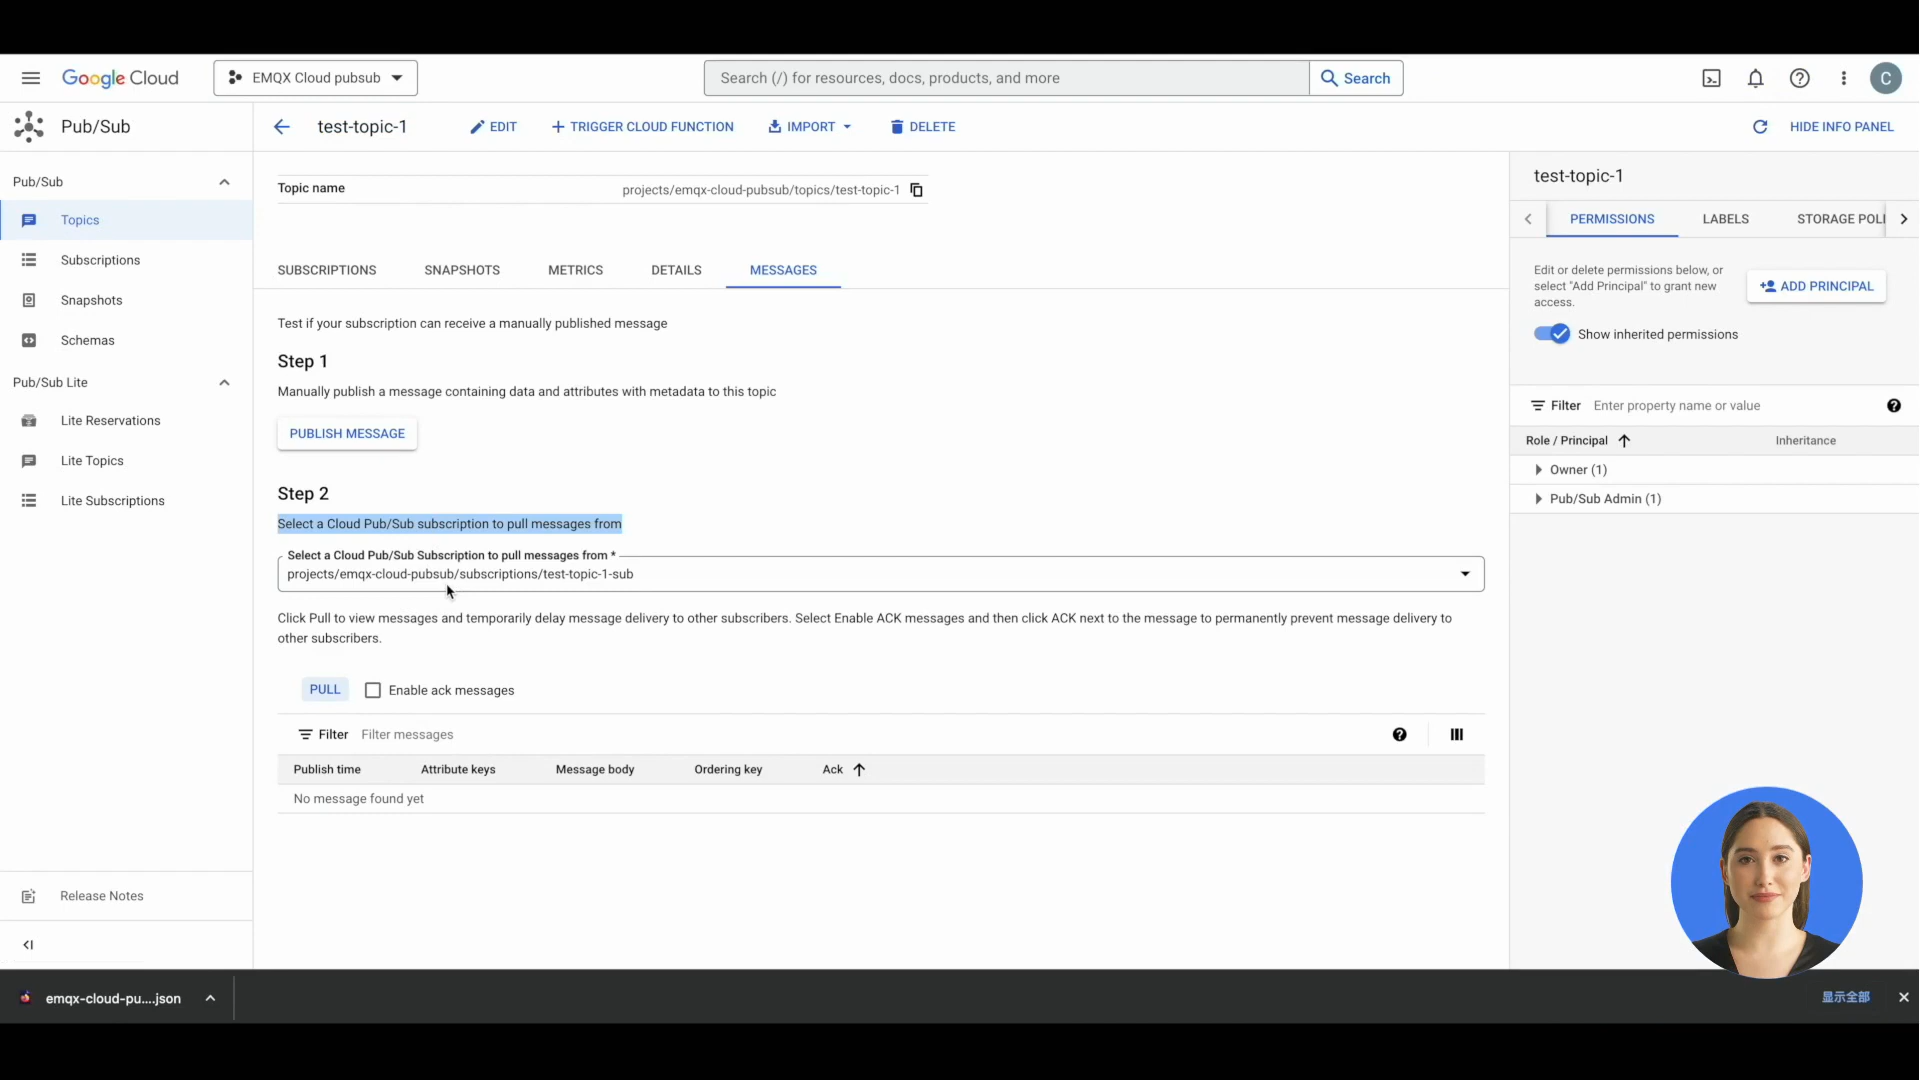 Google Cloud
EMQX Cloud pubsub
Search (/) for resources, docs, products, and more
Search
C
Pub/Sub
test-topic-1
EDIT
TRIGGER CLOUD FUNCTION
IMPORT
DELETE
HIDE INFO PANEL
Pub/Sub
Topics
Subscriptions
Snapshots
Schemas
Pub/Sub Lite
Lite Reservations
Lite Topics
Lite Subscriptions
Release Notes
Topic name
projects/emqx-cloud-pubsub/topics/test-topic-1
SUBSCRIPTIONS
SNAPSHOTS
METRICS
DETAILS
MESSAGES
Test if your subscription can receive a manually published message
Step 1
Manually publish a message containing data and attributes with metadata to this topic
PUBLISH MESSAGE
Step 2
Select a Cloud Pub/Sub subscription to pull messages from
Select a Cloud Pub/Sub Subscription to pull messages from *
projects/emqx-cloud-pubsub/subscriptions/test-topic-1-sub
Click Pull to view messages and temporarily delay message delivery to other subscribers. Select Enable ACK messages and then click ACK next to the message to permanently prevent message delivery to
other subscribers.
PULL
Enable ack messages
Filter
Filter messages
Publish time
Attribute keys
Message body
Ordering key
Ack
No message found yet
test-topic-1
PERMISSIONS
LABELS
STORAGE POLI
Edit or delete permissions below, or
select "Add Principal" to grant new
access.
ADD PRINCIPAL
Show inherited permissions
Filter
Enter property name or value
Role / Principal
Inheritance
Owner (1)
Pub/Sub Admin (1)
emqx-cloud-pu....json
显示全部